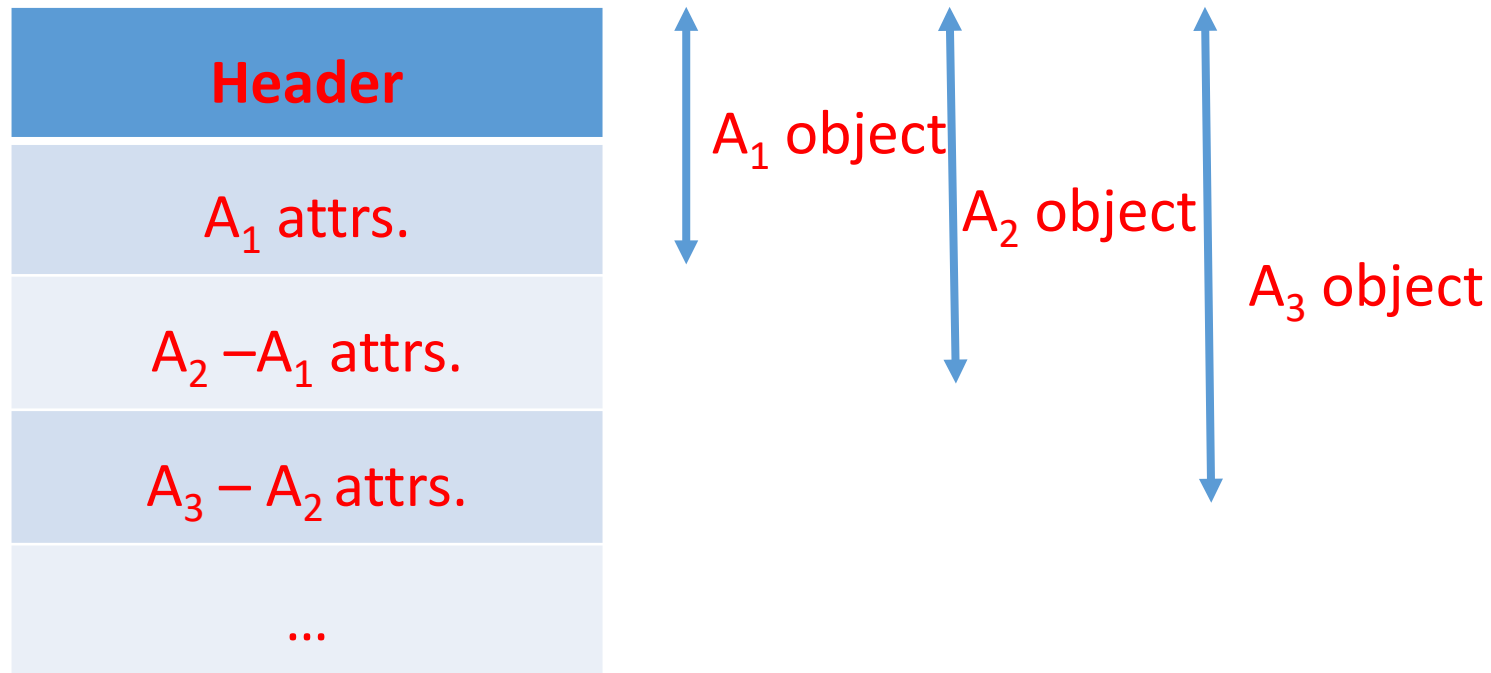 Header
A₁ attrs.
A₂ –A₁ attrs.
A₃ – A₂ attrs.
...
A₁ object
A₂ object
A₃ object